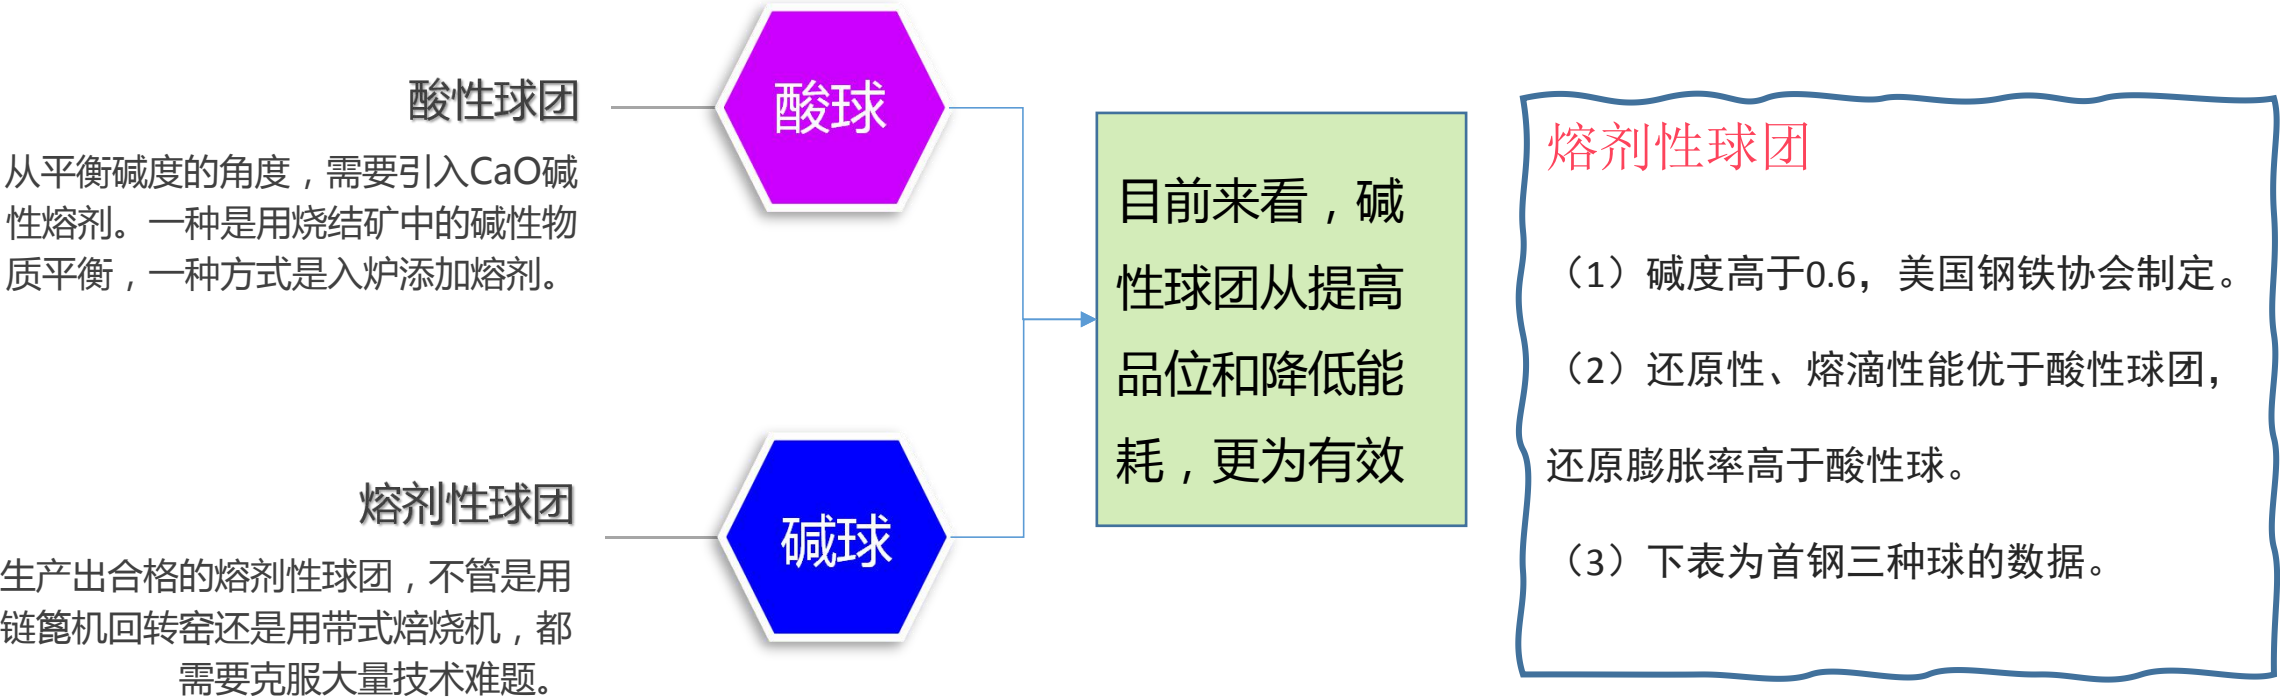 酸性球团
从平衡碱度的角度，需要引入CaO碱
性熔剂。一种是用烧结矿中的碱性物
质平衡，一种方式是入炉添加熔剂。
酸球
熔剂性球团
生产出合格的熔剂性球团，不管是用
链篦机回转窑还是用带式焙烧机，都
需要克服大量技术难题。
碱球
目前来看，碱
性球团从提高
品位和降低能
耗，更为有效
熔剂性球团
（1）碱度高于0.6，美国钢铁协会制定。
（2）还原性、熔滴性能优于酸性球团，
还原膨胀率高于酸性球。
（3）下表为首钢三种球的数据。